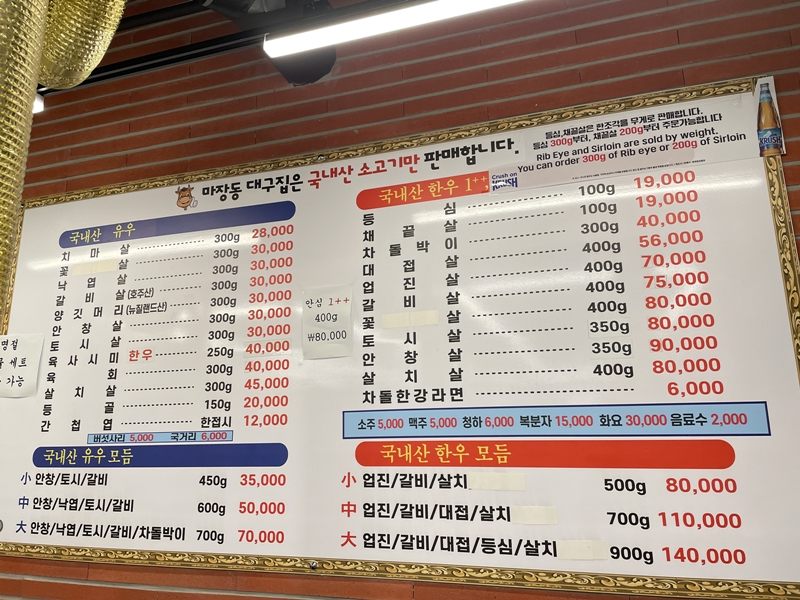 마장동 대구집은 국내산 소고기만 판매합니다.
등심,채끝살은 한조각을 무게로 판매합니다.
등심 300g부터, 채끝살 200g부터 주문가능합니다
Rib Eye and Sirloin are sold by weight.
You can order 300g of Rib eye or 200g of Sirloin
Crush on
KRUSH
KRUSH
국내산 유우
치마살 300g 28,000
꽃 살 300g 30,000
낙엽살 300g 30,000
갈비살(호주산) 300g 30,000
양깃머리(뉴질랜드산) 300g 30,000
안창살 300g 30,000
토시살 300g 30,000
육사시미 한우 250g 40,000
육회 300g 40,000
살치살 300g 45,000
등골 150g 20,000
간첩엽 한접시 12,000
버섯사리 5,000 국거리 6,000
안심 1++
400g
₩80,000
명절
세트
가능
국내산 한우 1++
등심 100g 19,000
채끝살 100g 19,000
차돌박이 300g 40,000
대접살 400g 56,000
업진살 400g 70,000
갈비살 400g 75,000
꽃 살 400g 80,000
토시살 350g 80,000
안창살 350g 90,000
살치살 400g 80,000
차돌한강라면 6,000
소주 5,000 맥주 5,000 청하 6,000 복분자 15,000 화요 30,000 음료수 2,000
국내산 유우 모듬
小 안창/토시/갈비 450g 35,000
中 안창/낙엽/토시/갈비 600g 50,000
大 안창/낙엽/토시/갈비/차돌박이 700g 70,000
국내산 한우 모듬
小 업진/갈비/살치 500g 80,000
中 업진/갈비/대접/살치 700g 110,000
大 업진/갈비/대접/등심/살치 900g 140,000